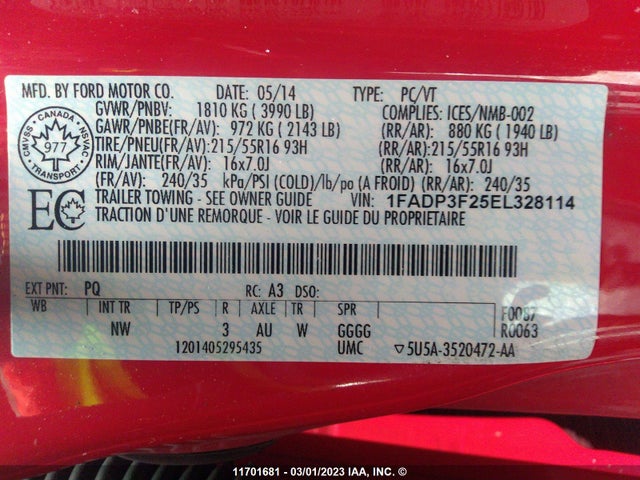 MFD. BY FORD MOTOR CO. DATE: 05/14 TYPE: PC/VT
GVWR/PNBV: 1810 KG ( 3990 LB) COMPLIES: ICES/NMB-002
GAWR/PNBE(FR/AV): 972 KG ( 2143 LB) (RR/AR): 880 KG ( 1940 LB)
TIRE/PNEU(FR/AV): 215/55R16 93H (RR/AR): 215/55R16 93H
RIM/JANTE(FR/AV): 16x7.0J (RR/AR): 16x7.0J
(FR/AV): 240/35 kPa/PSI (COLD)/lb/po (A FROID) (RR/AR): 240/35
TRAILER TOWING - SEE OWNER GUIDE VIN: 1FADP3F25EL328114
TRACTION D'UNE REMORQUE - VOIR LE GUIDE DU PROPRIETAIRE
CANADA
CMVSS NSVAC
977
TRANSPORT
EC
EXT PNT: PQ RC: A3 DSO:
WB INT TR TP/PS R AXLE TR SPR
NW 3 AU W GGGG
F0087
R0063
1201405295435 UMC ▽5U5A-3520472-AA
11701681 - 03/01/2023 IAA, INC. ©